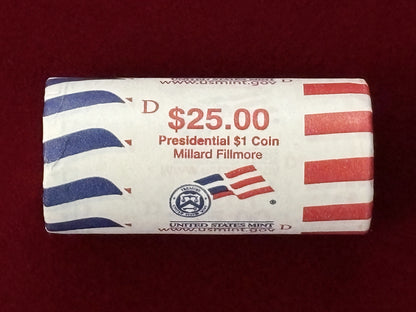 www.usmint.gov
D
$25.00
Presidential $1 Coin
Millard Fillmore
®
UNITED STATES MINT
www.usmint.gov D